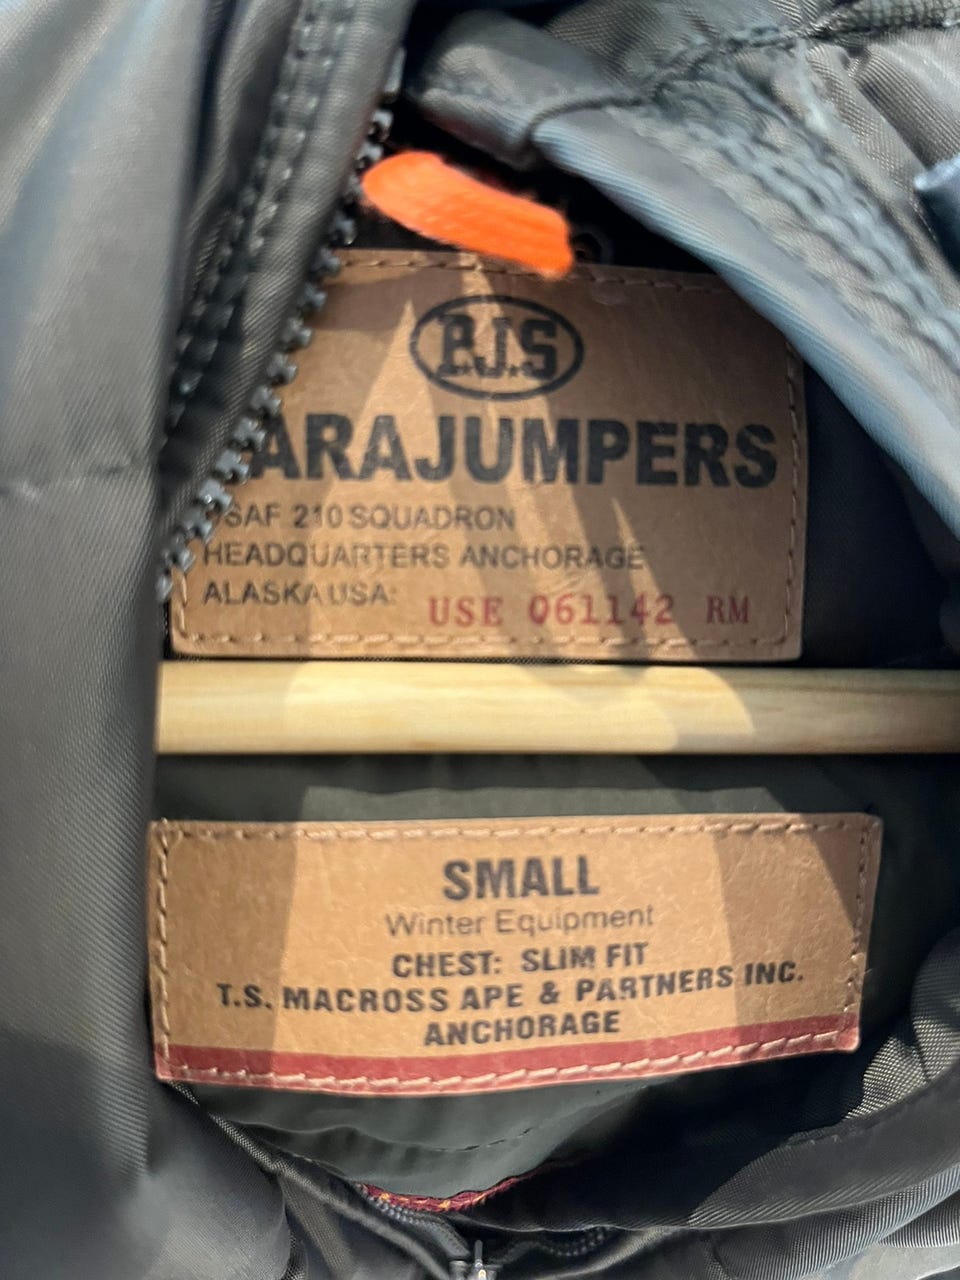 P.J.S
ARAJUMPERS
SAF 210 SQUADRON
HEADQUARTERS ANCHORAGE
ALASKA USA: USE 061142 RM
SMALL
Winter Equipment
CHEST: SLIM FIT
T.S. MACROSS APE & PARTNERS INC.
ANCHORAGE